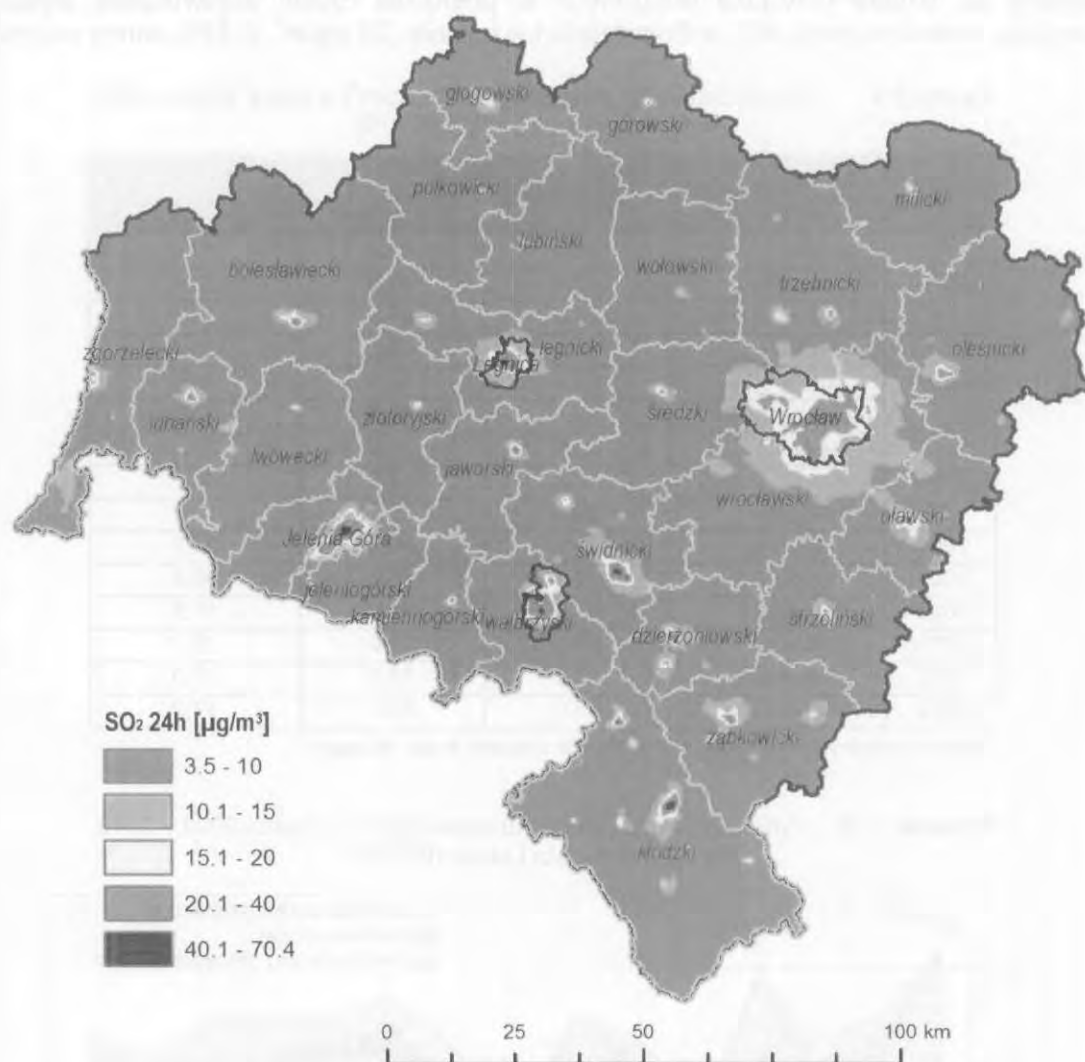 głogowski
górowski
milicki
polkowicki
lubiński
wołowski
trzebnicki
bolesławiecki
oleśnicki
zgorzelecki
legnicki
Legnica
Wrocław
średzki
złotoryjski
lwówecki
jaworski
wrocławski
oławski
Jelenia Góra
świdnicki
jeleniogórski
kamiennogórski
wałbrzyski
dzierżoniowski
strzeliński
ząbkowicki
kłodzki
SO₂ 24h [µg/m³]
3.5 - 10
10.1 - 15
15.1 - 20
20.1 - 40
40.1 - 70.4
0 25 50 100 km